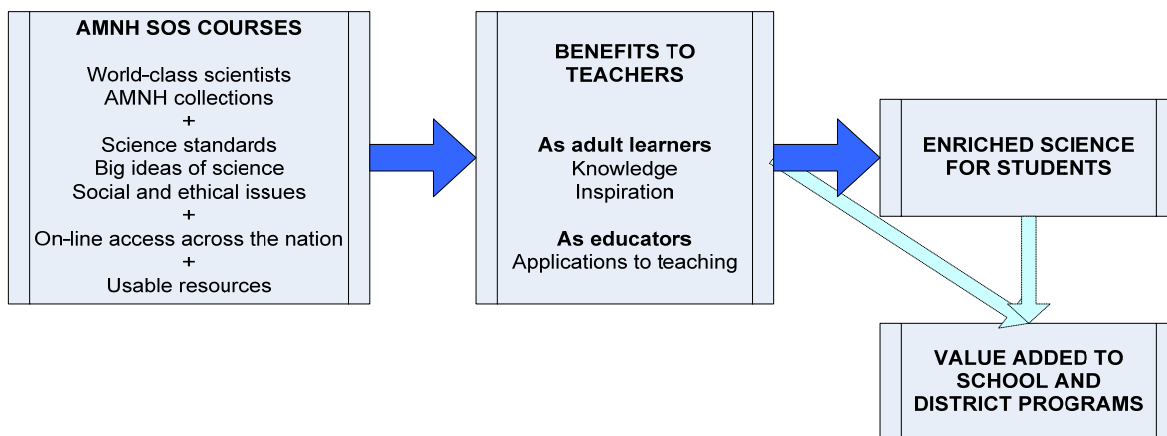 AMNH SOS COURSES
World-class scientists
AMNH collections
+
Science standards
Big ideas of science
Social and ethical issues
+
On-line access across the nation
+
Usable resources
BENEFITS TO
TEACHERS
As adult learners
Knowledge
Inspiration
As educators
Applications to teaching
ENRICHED SCIENCE
FOR STUDENTS
VALUE ADDED TO
SCHOOL AND
DISTRICT PROGRAMS